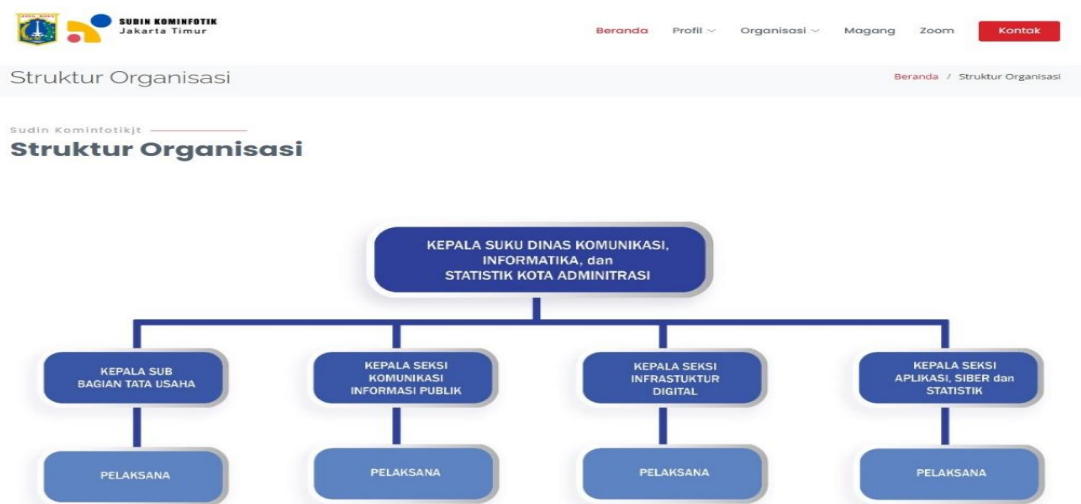 SUDIN KOMINFOTIK
Jakarta Timur
Beranda Profil Organisasi Magang Zoom Kontak
Struktur Organisasi
Beranda / Struktur Organisasi
Sudin Kominfotikjt
Struktur Organisasi
KEPALA SUKU DINAS KOMUNIKASI,
INFORMATIKA, dan
STATISTIK KOTA ADMINITRASI
KEPALA SUB
BAGIAN TATA USAHA
KEPALA SEKSI
KOMUNIKASI
INFORMASI PUBLIK
KEPALA SEKSI
INFRASTUKTUR
DIGITAL
KEPALA SEKSI
APLIKASI, SIBER dan
STATISTIK
PELAKSANA
PELAKSANA
PELAKSANA
PELAKSANA